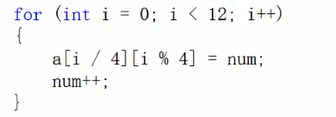 for (int i = 0; i < 12; i++)
{
    a[i / 4][i % 4] = num;
    num++;
}